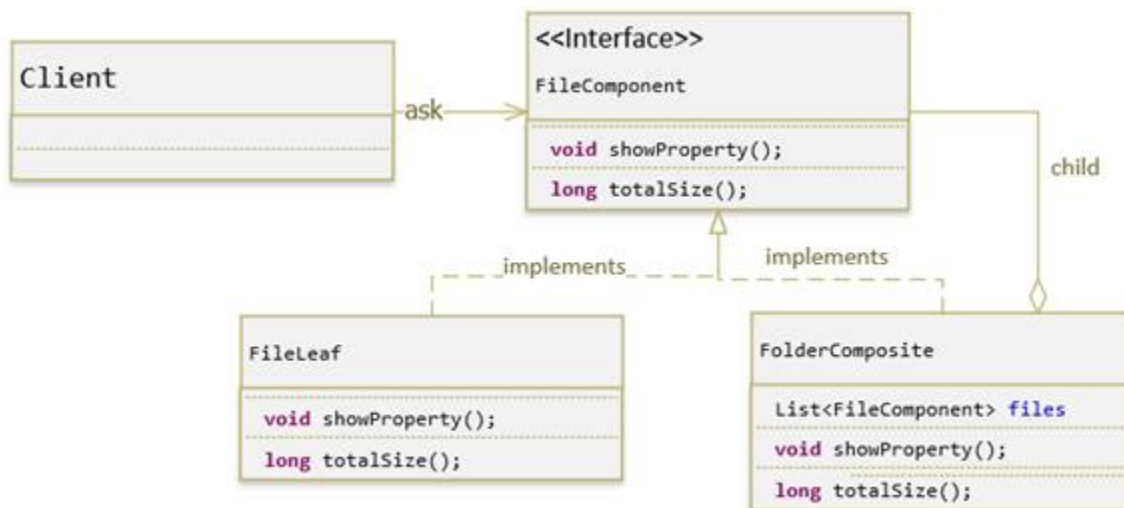 Client
ask
<<Interface>>
FileComponent
void showProperty();
long totalSize();
child
implements
implements
FileLeaf
void showProperty();
long totalSize();
FolderComposite
List<FileComponent> files
void showProperty();
long totalSize();